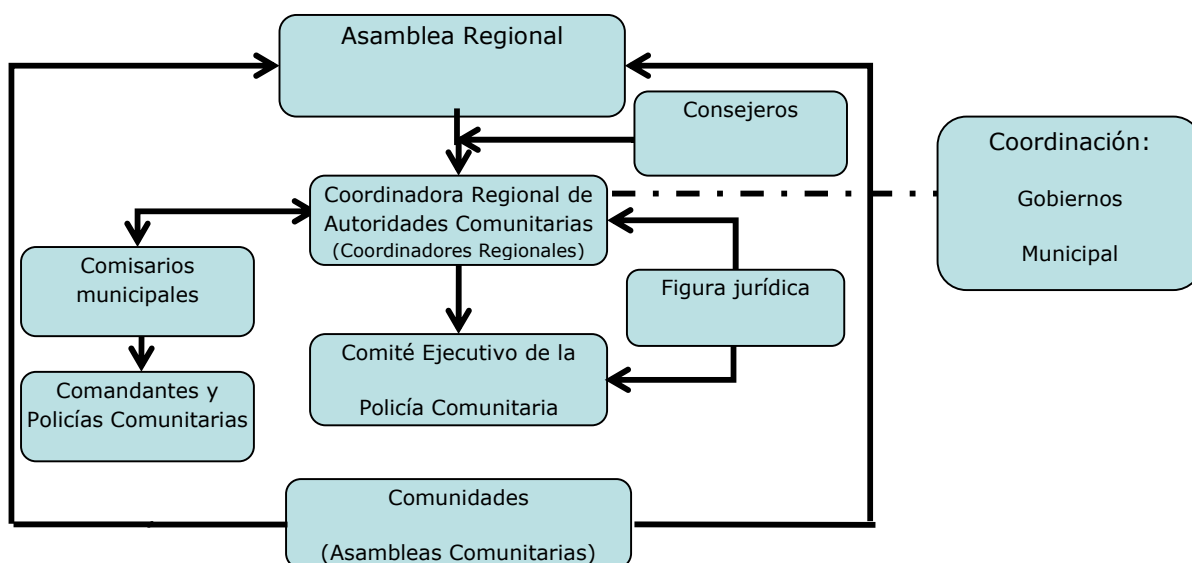 Asamblea Regional
Consejeros
Coordinación:
Gobiernos
Municipal
Coordinadora Regional de
Autoridades Comunitarias
(Coordinadores Regionales)
Comisarios
municipales
Figura jurídica
Comité Ejecutivo de la
Policía Comunitaria
Comandantes y
Policías Comunitarias
Comunidades
(Asambleas Comunitarias)